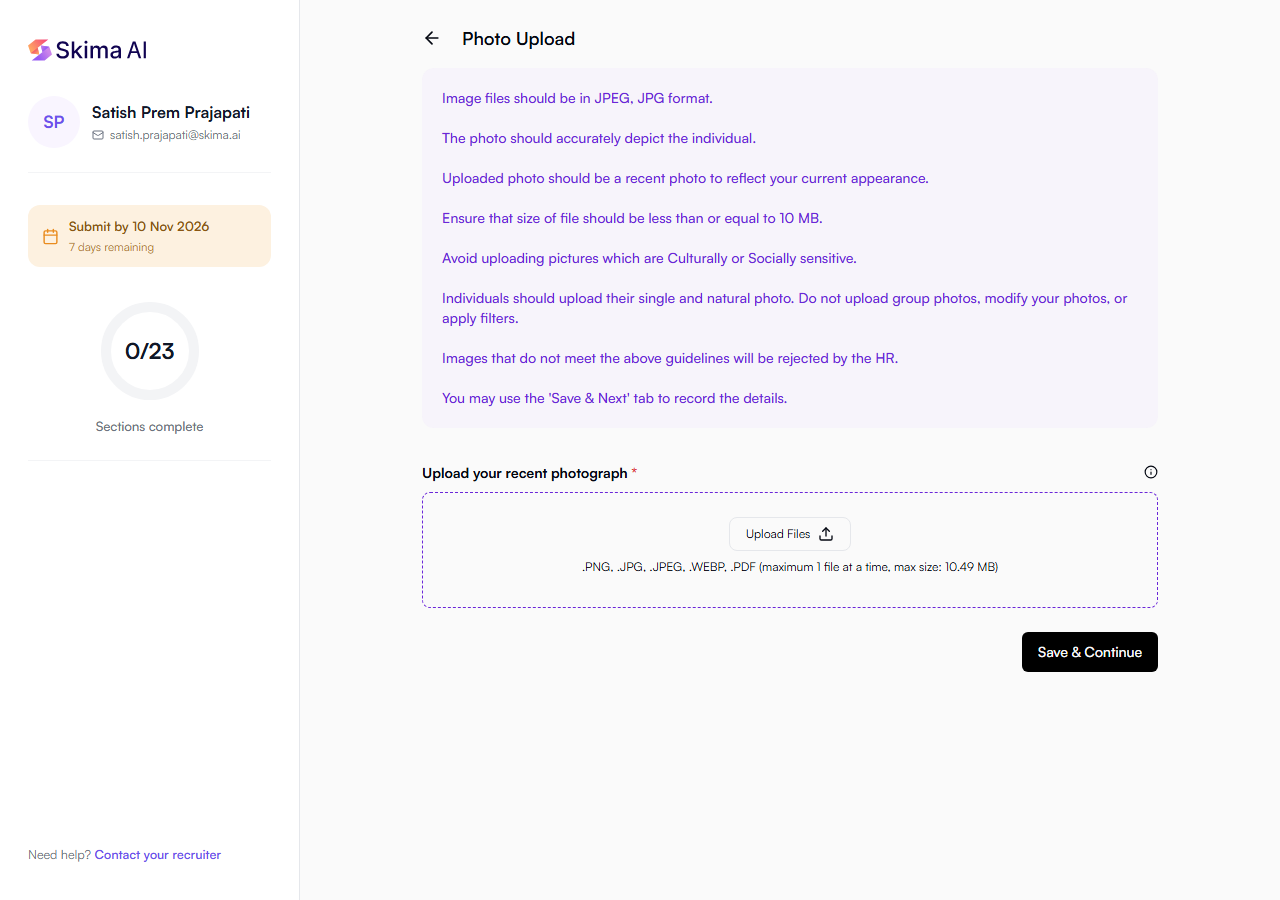 Skima AI
SP
Satish Prem Prajapati
satish.prajapati@skima.ai
Submit by 10 Nov 2026
7 days remaining
0/23
Sections complete
Need help? Contact your recruiter
Photo Upload
Image files should be in JPEG, JPG format.
The photo should accurately depict the individual.
Uploaded photo should be a recent photo to reflect your current appearance.
Ensure that size of file should be less than or equal to 10 MB.
Avoid uploading pictures which are Culturally or Socially sensitive.
Individuals should upload their single and natural photo. Do not upload group photos, modify your photos, or
apply filters.
Images that do not meet the above guidelines will be rejected by the HR.
You may use the 'Save & Next' tab to record the details.
Upload your recent photograph *
Upload Files
.PNG, .JPG, .JPEG, .WEBP, .PDF (maximum 1 file at a time, max size: 10.49 MB)
Save & Continue